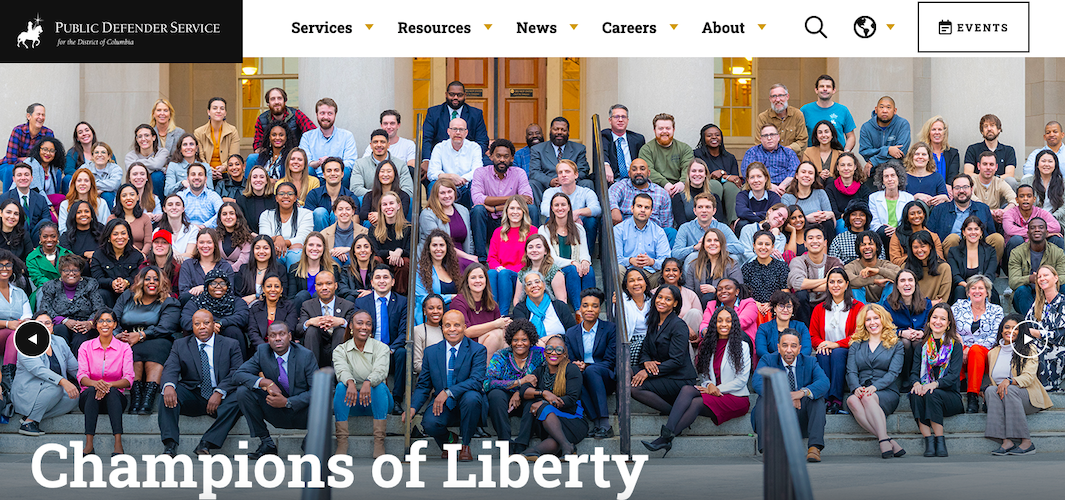 PUBLIC DEFENDER SERVICE
for the District of Columbia
Services
Resources
News
Careers
About
EVENTS
Champions of Liberty